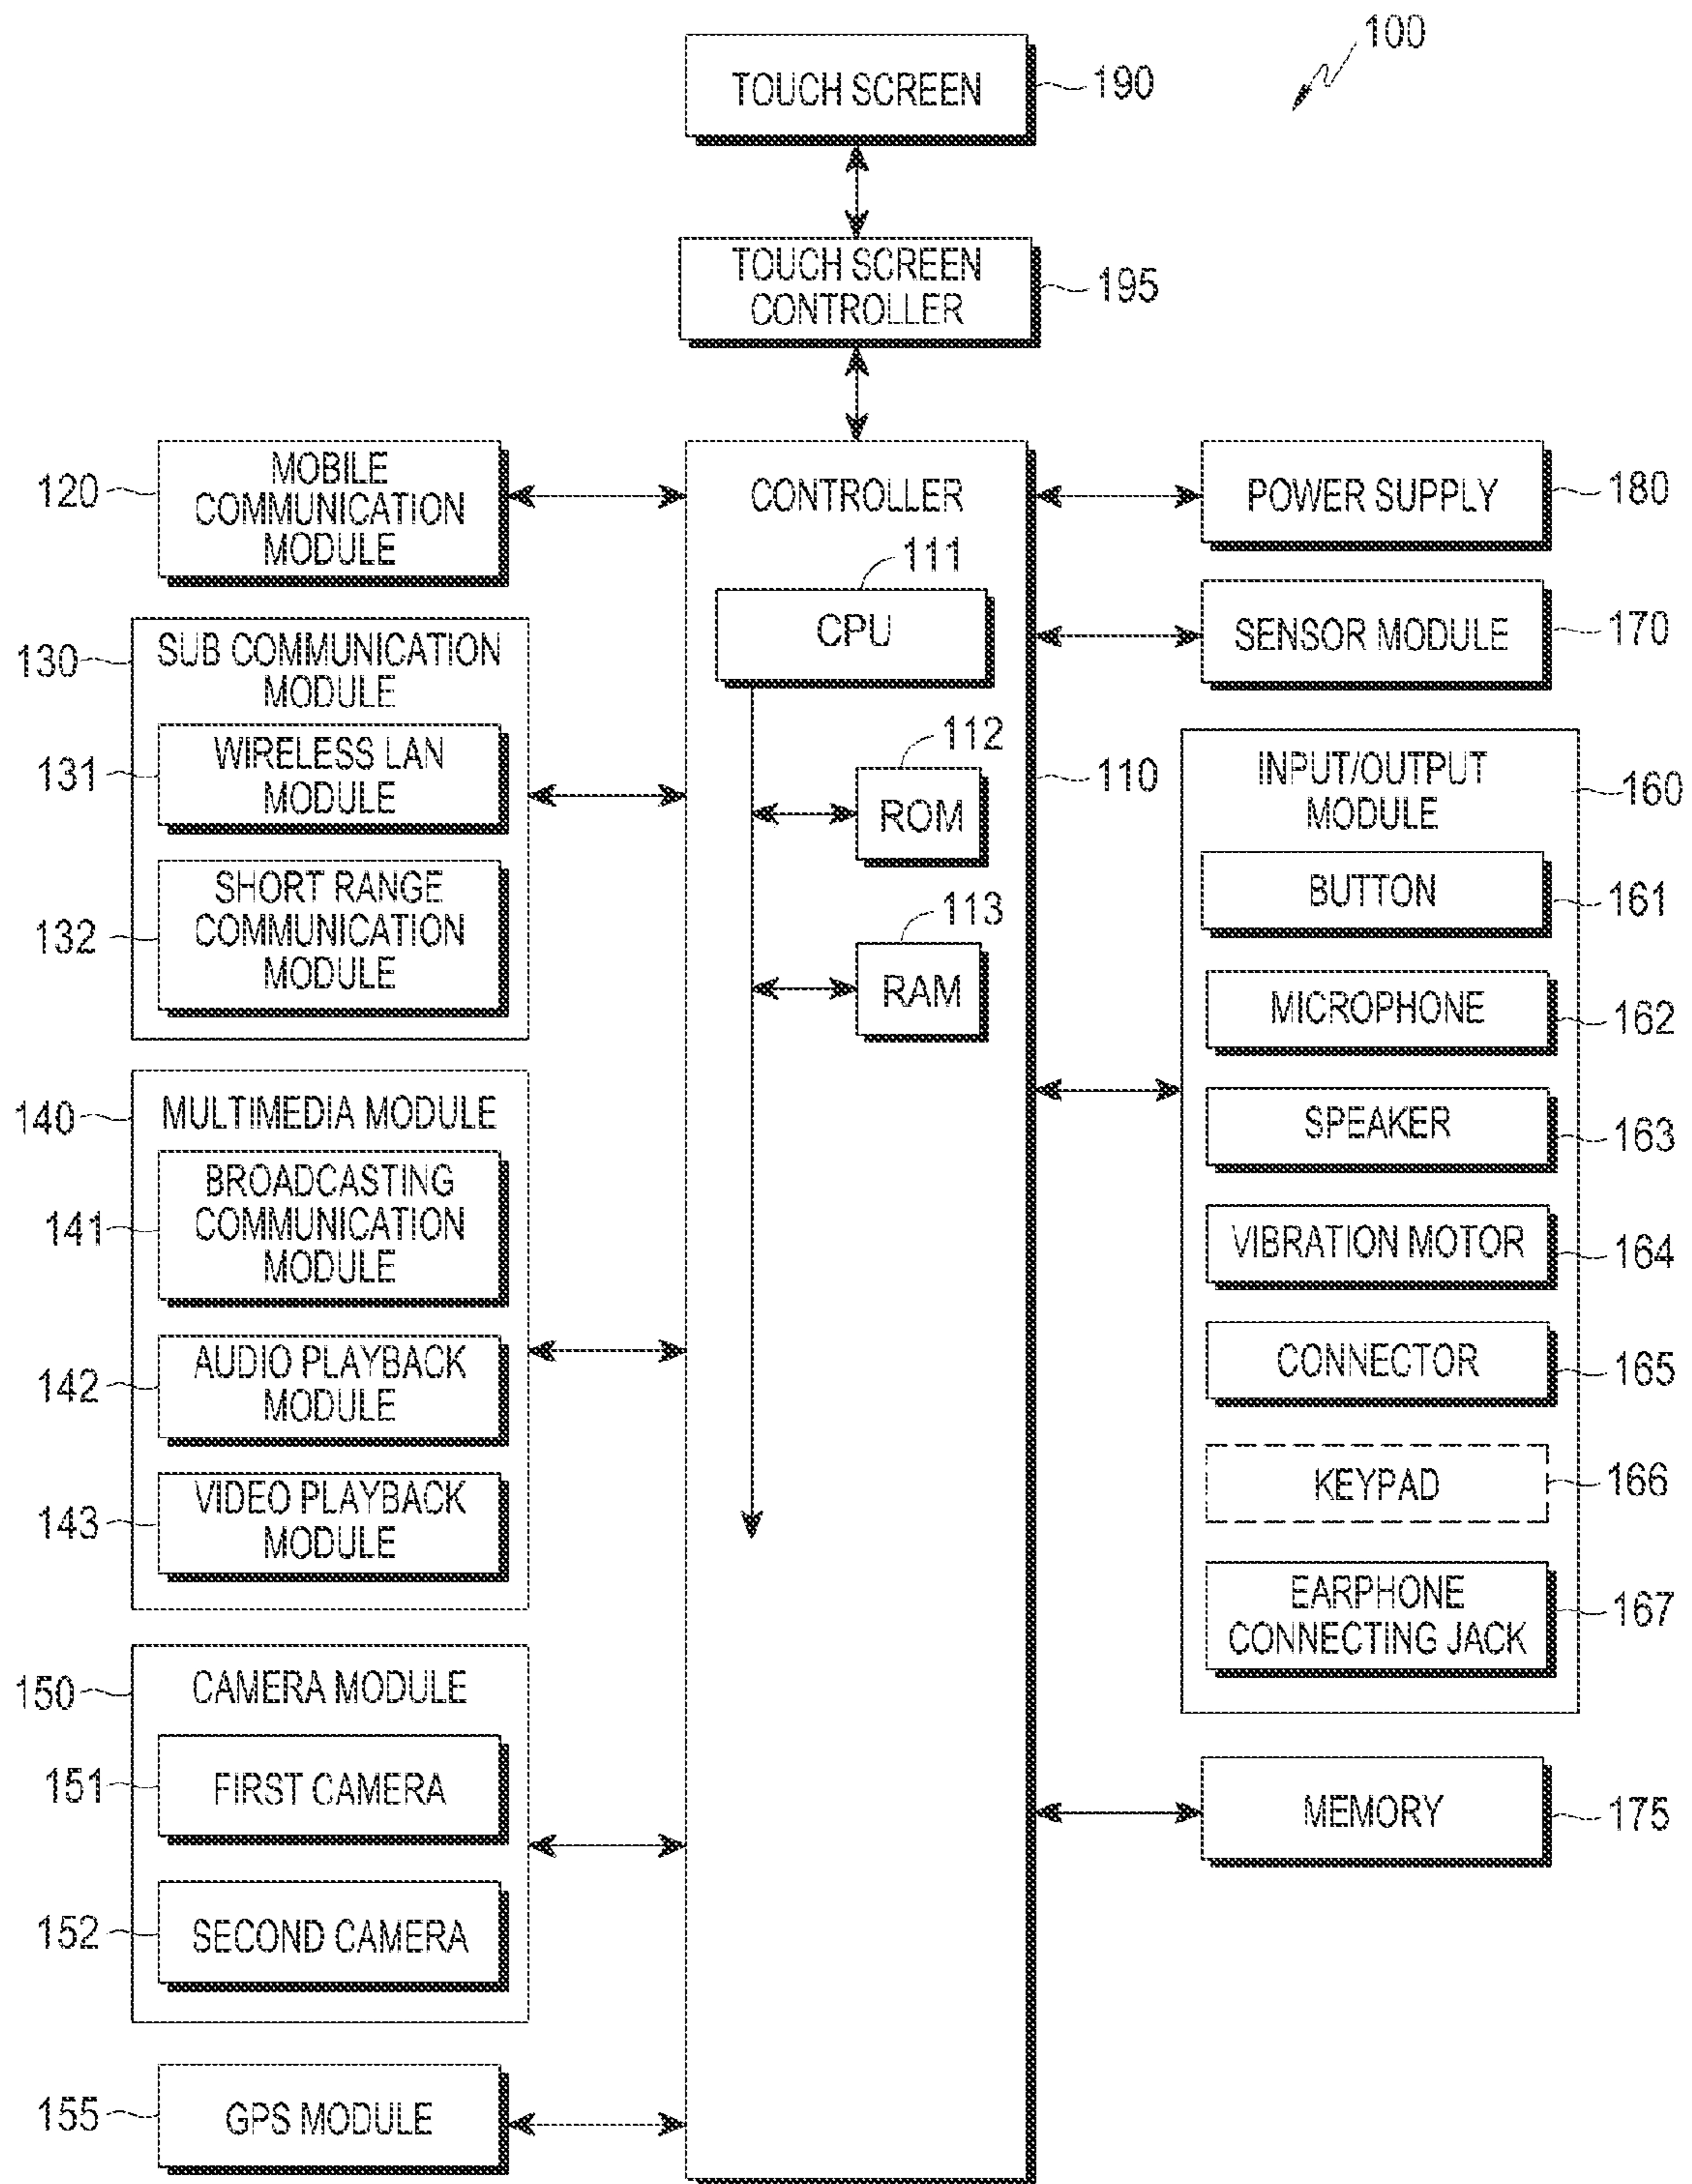 100
TOUCH SCREEN
190
TOUCH SCREEN
CONTROLLER
195
120
MOBILE
COMMUNICATION
MODULE
130
SUB COMMUNICATION
MODULE
131
WIRELESS LAN
MODULE
132
SHORT RANGE
COMMUNICATION
MODULE
140
MULTIMEDIA MODULE
141
BROADCASTING
COMMUNICATION
MODULE
142
AUDIO PLAYBACK
MODULE
143
VIDEO PLAYBACK
MODULE
150
CAMERA MODULE
151
FIRST CAMERA
152
SECOND CAMERA
155
GPS MODULE
CONTROLLER
111
CPU
112
ROM
113
RAM
110
POWER SUPPLY
180
SENSOR MODULE
170
INPUT/OUTPUT
MODULE
160
BUTTON
161
MICROPHONE
162
SPEAKER
163
VIBRATION MOTOR
164
CONNECTOR
165
KEYPAD
166
EARPHONE
CONNECTING JACK
167
MEMORY
175